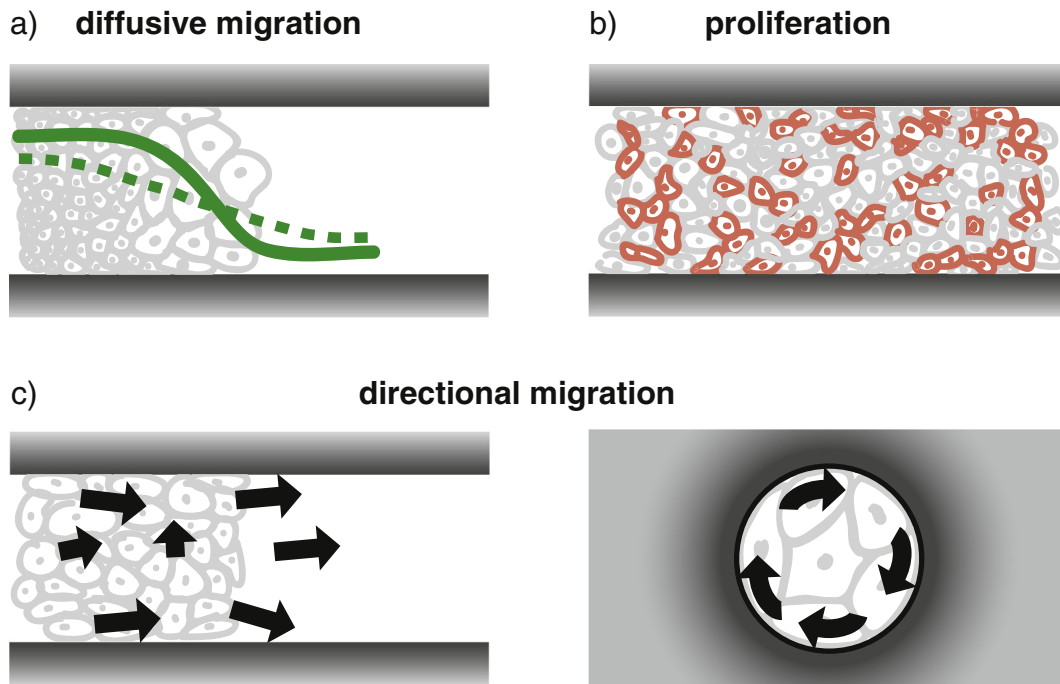 a) diffusive migration
b) proliferation
c) directional migration